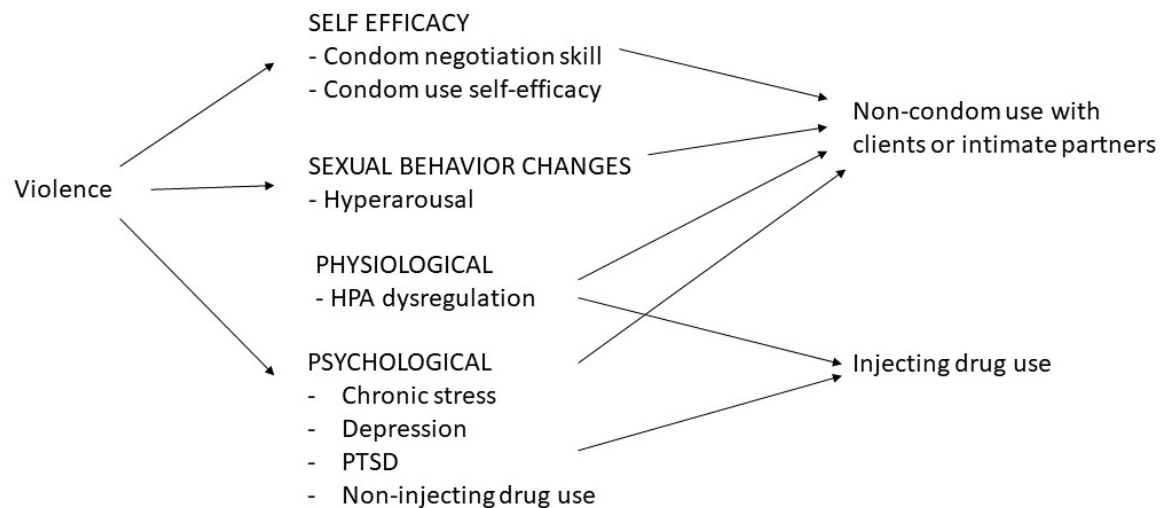 Violence
SELF EFFICACY
- Condom negotiation skill
- Condom use self-efficacy
SEXUAL BEHAVIOR CHANGES
- Hyperarousal
PHYSIOLOGICAL
- HPA dysregulation
PSYCHOLOGICAL
- Chronic stress
- Depression
- PTSD
- Non-injecting drug use
Non-condom use with
clients or intimate partners
Injecting drug use